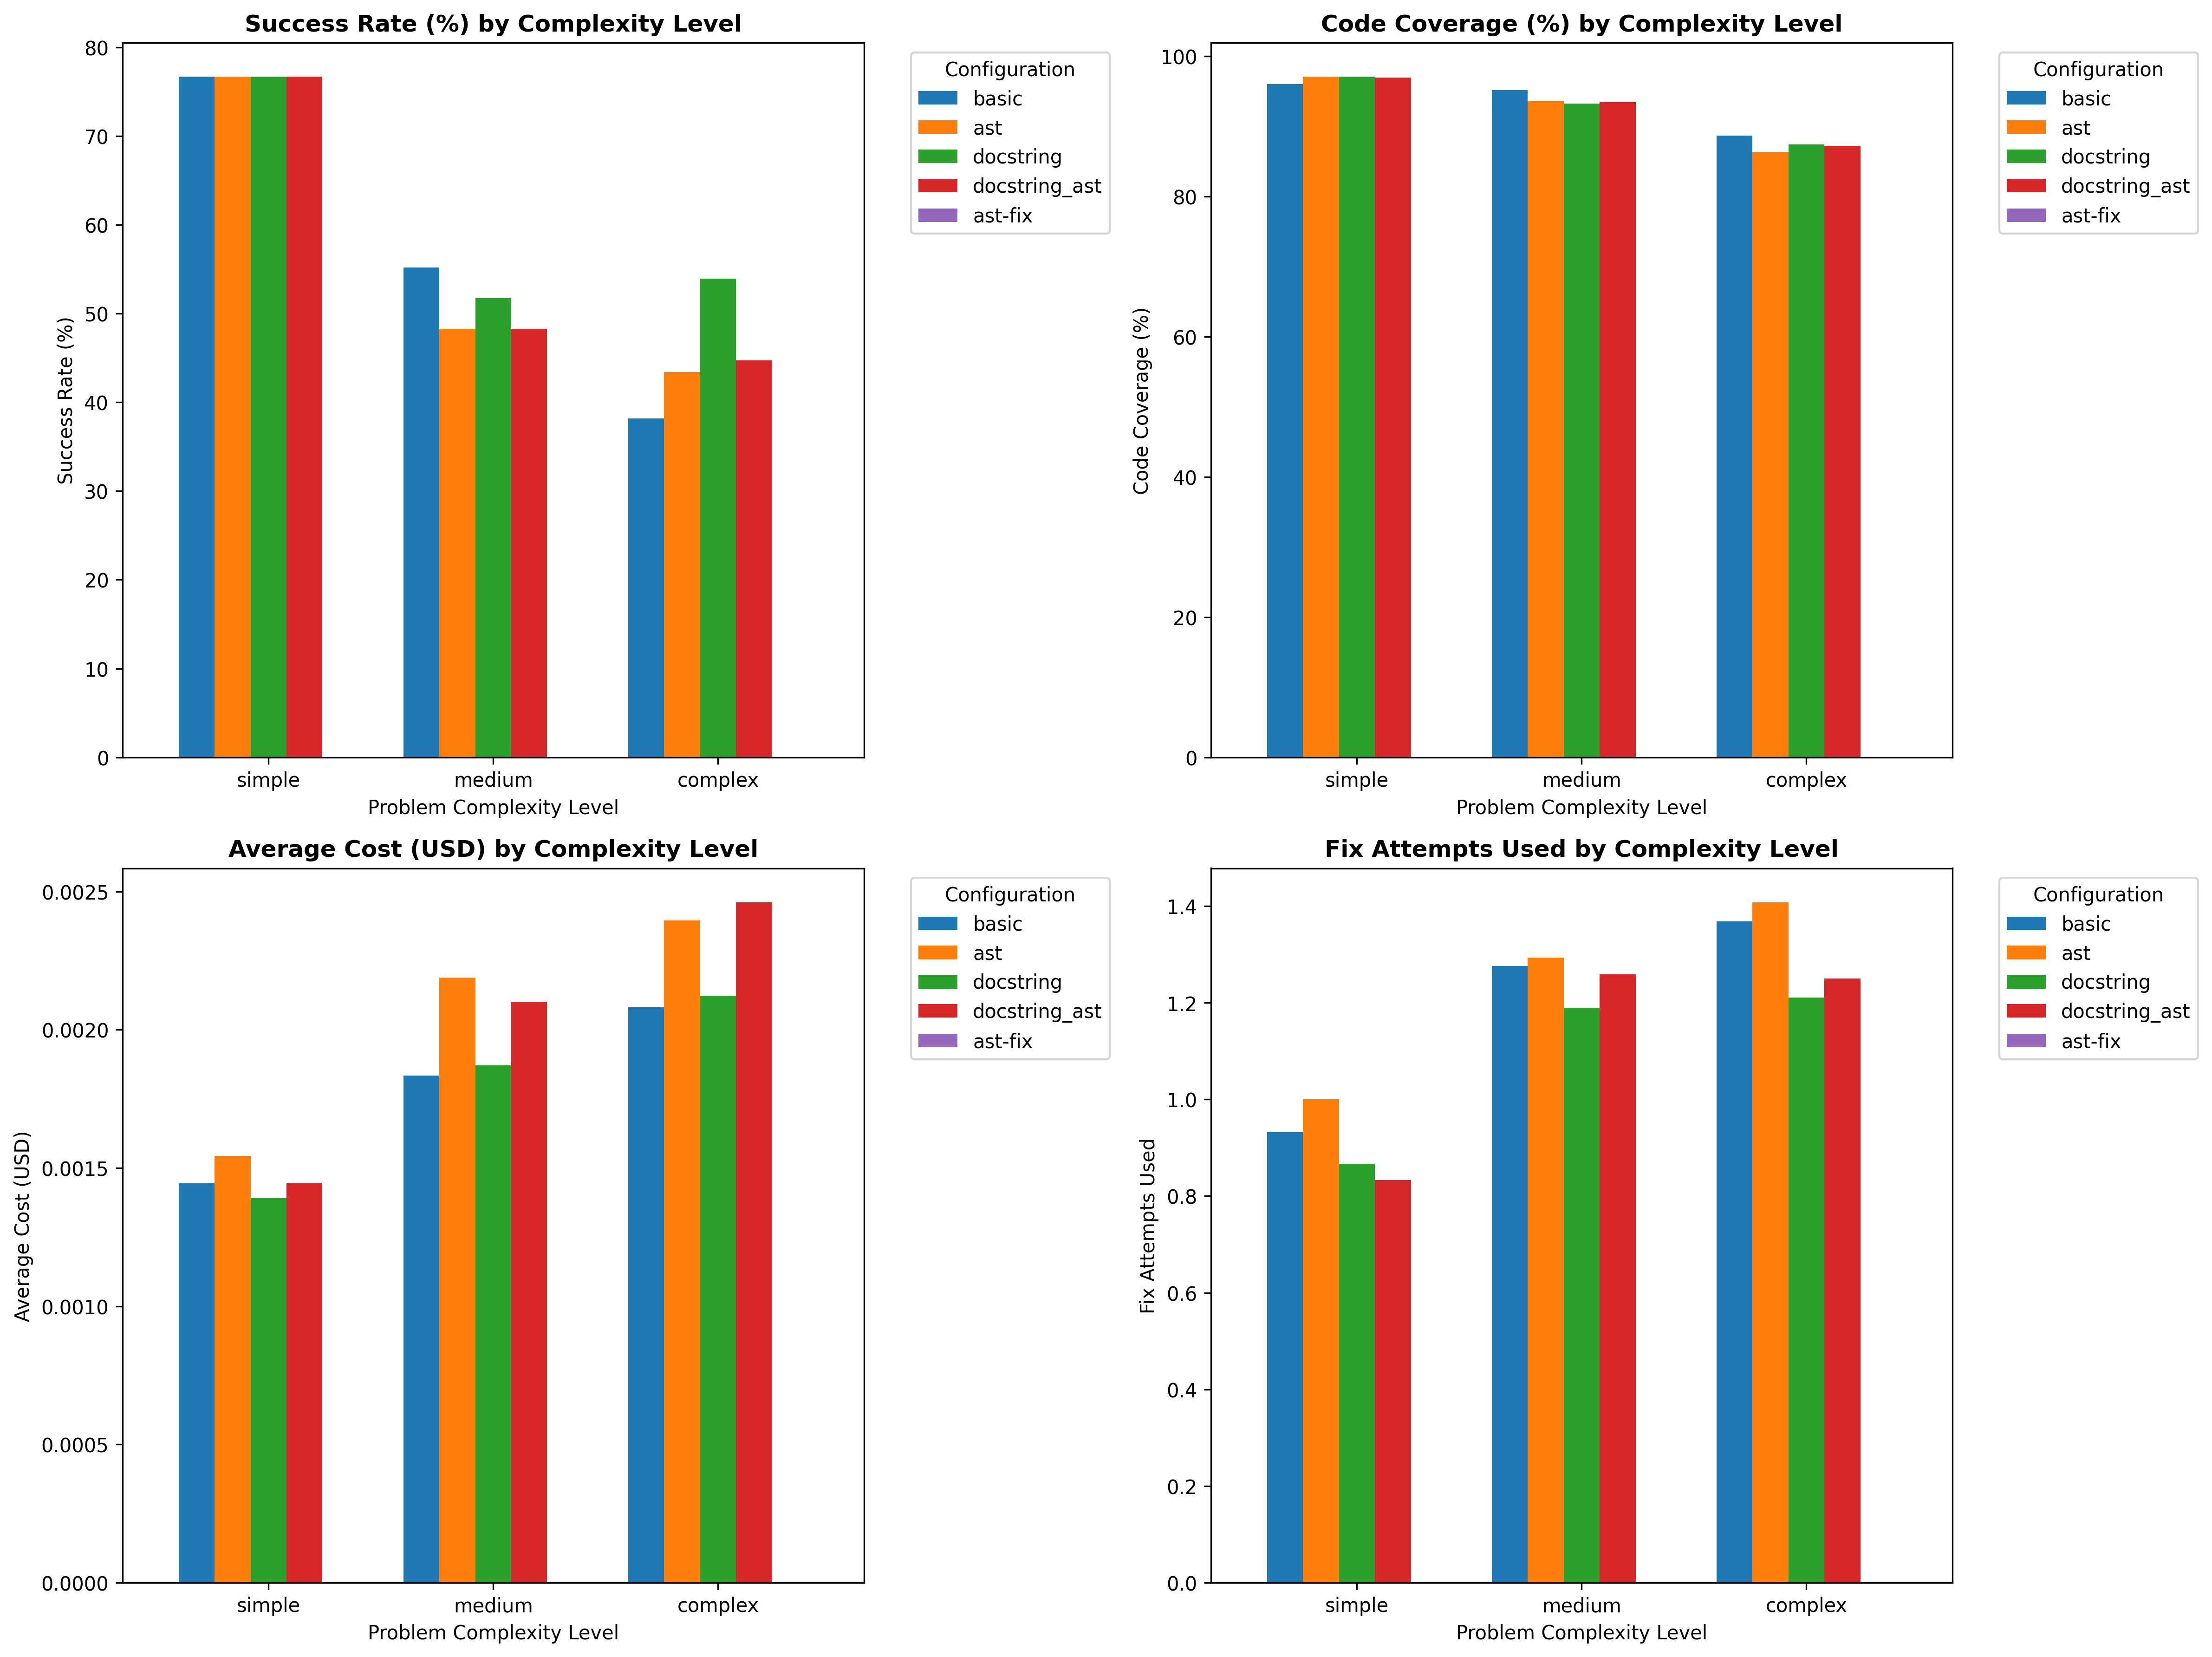 Success Rate (%) by Complexity Level
80
70
60
50
40
30
20
10
0
Success Rate (%)
simple medium complex
Problem Complexity Level
Configuration
basic
ast
docstring
docstring_ast
ast-fix
Code Coverage (%) by Complexity Level
100
80
60
40
20
0
Code Coverage (%)
simple medium complex
Problem Complexity Level
Configuration
basic
ast
docstring
docstring_ast
ast-fix
Average Cost (USD) by Complexity Level
0.0025
0.0020
0.0015
0.0010
0.0005
0.0000
Average Cost (USD)
simple medium complex
Problem Complexity Level
Configuration
basic
ast
docstring
docstring_ast
ast-fix
Fix Attempts Used by Complexity Level
1.4
1.2
1.0
0.8
0.6
0.4
0.2
0.0
Fix Attempts Used
simple medium complex
Problem Complexity Level
Configuration
basic
ast
docstring
docstring_ast
ast-fix